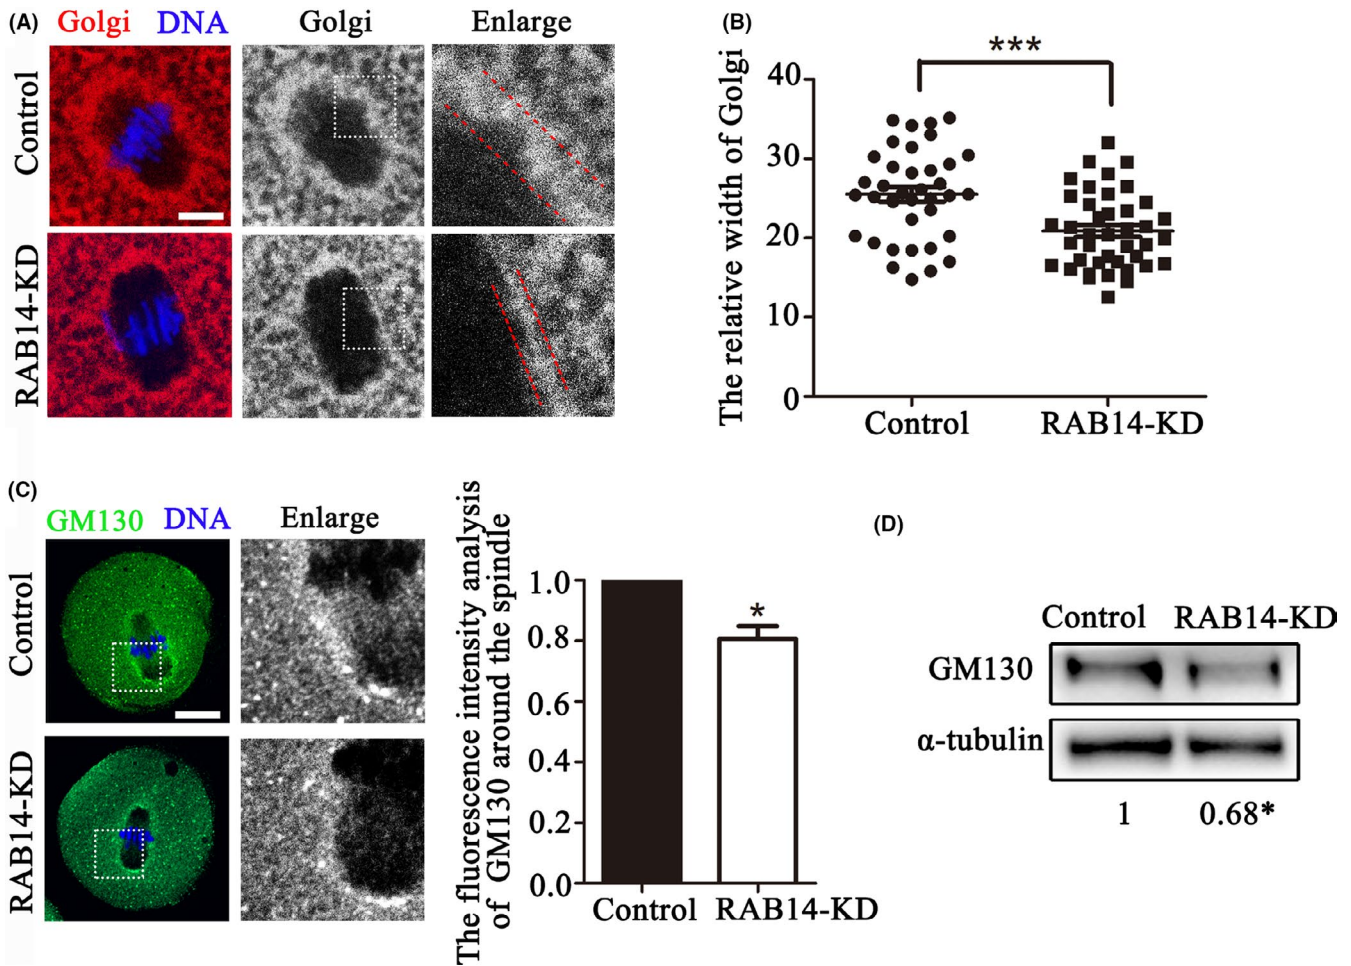 (A) Golgi DNA Golgi Enlarge
Control
RAB14-KD
(B)
***
The relative width of Golgi
40
30
20
10
0
Control RAB14-KD
(C)
GM130 DNA Enlarge
Control
RAB14-KD
The fluorescence intensity analysis
of GM130 around the spindle
1.0
0.8
0.6
0.4
0.2
0.0
*
Control RAB14-KD
(D)
Control RAB14-KD
GM130
α-tubulin
1 0.68*